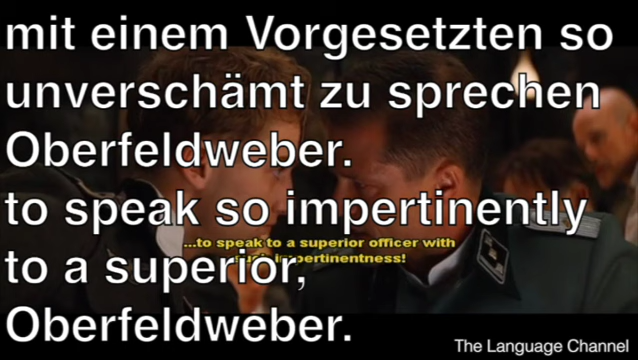 mit einem Vorgesetzten so
unverschämt zu sprechen
Oberfeldweber.
to speak so impertinently
...to speak to a superior officer with
impertinentness!
to a superior,
Oberfeldweber.
The Language Channel